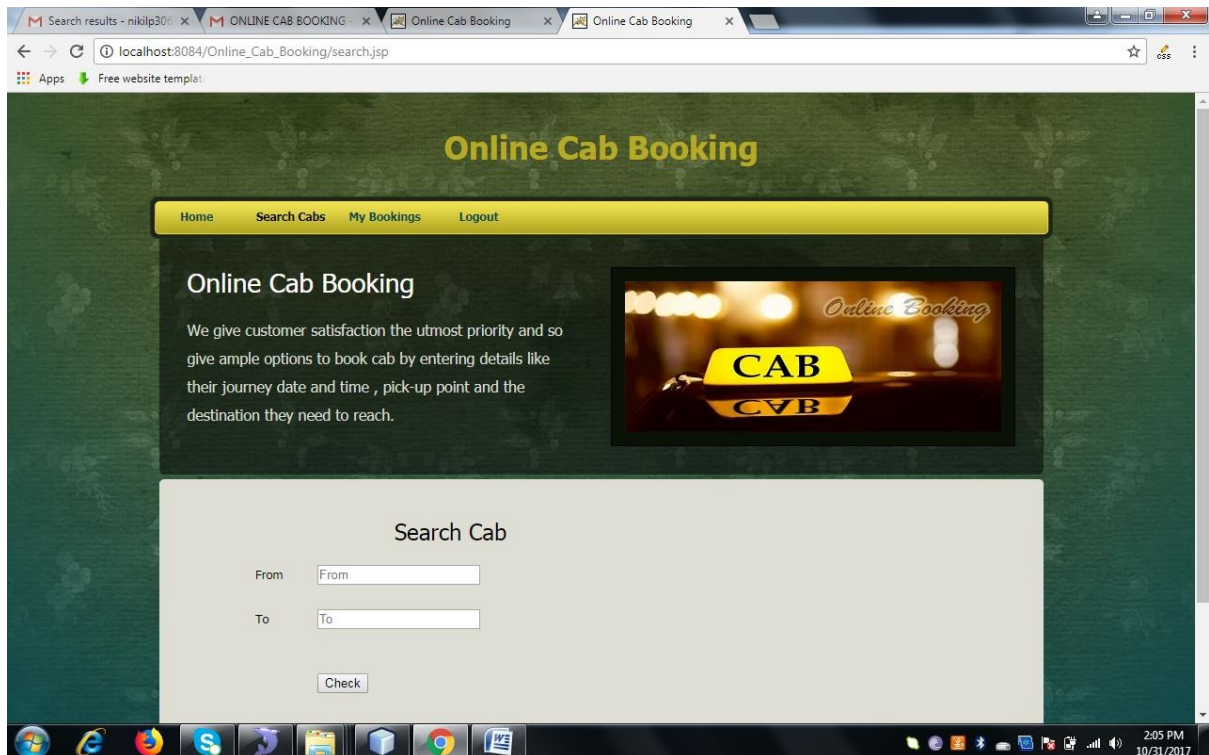 Search results - nikilp306
ONLINE CAB BOOKING -
Online Cab Booking
Online Cab Booking
localhost:8084/Online_Cab_Booking/search.jsp
css
Apps
Free website templat
Online Cab Booking
Home Search Cabs My Bookings Logout
Online Cab Booking
We give customer satisfaction the utmost priority and so
give ample options to book cab by entering details like
their journey date and time , pick-up point and the
destination they need to reach.
Online Booking
CAB
CAB
Search Cab
From From
To To
Check
2:05 PM
10/31/2017